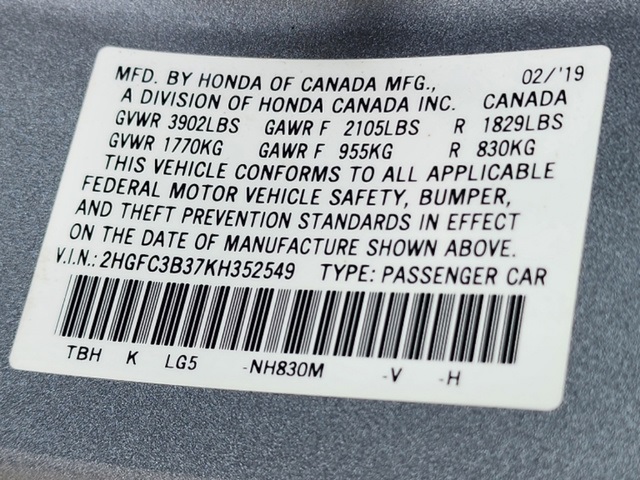 MFD. BY HONDA OF CANADA MFG., 02/'19
A DIVISION OF HONDA CANADA INC. CANADA
GVWR 3902LBS GAWR F 2105LBS R 1829LBS
GVWR 1770KG GAWR F 955KG R 830KG
THIS VEHICLE CONFORMS TO ALL APPLICABLE
FEDERAL MOTOR VEHICLE SAFETY, BUMPER,
AND THEFT PREVENTION STANDARDS IN EFFECT
ON THE DATE OF MANUFACTURE SHOWN ABOVE.
V.I.N.: 2HGFC3B37KH352549 TYPE: PASSENGER CAR
TBH K LG5 -NH830M -V -H